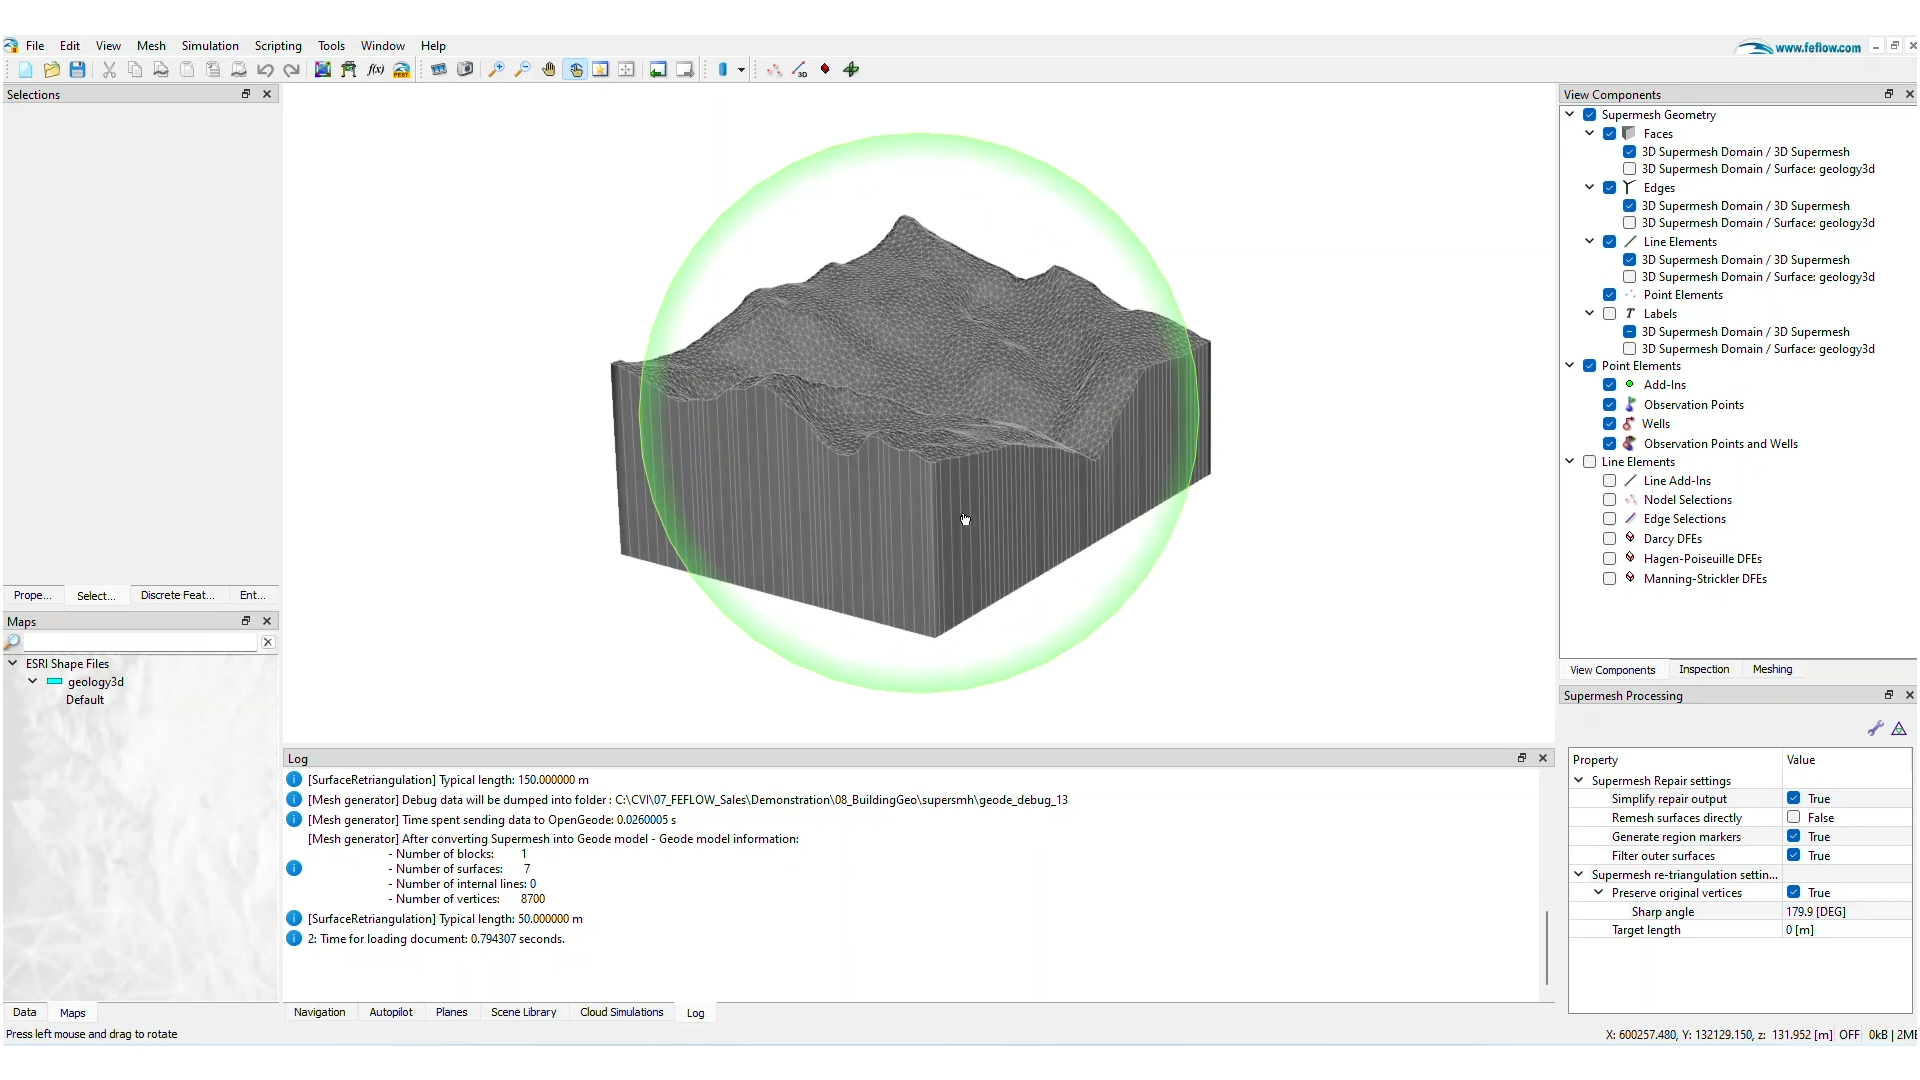 File Edit View Mesh Simulation Scripting Tools Window Help
www.feflow.com
f(x) PEST 3D
Selections
Prope... Select... Discrete Feat... Ent...
Maps
ESRI Shape Files
geology3d
Default
Data Maps
Press left mouse and drag to rotate
Log
[SurfaceRetriangulation] Typical length: 150.000000 m
[Mesh generator] Debug data will be dumped into folder : C:\CVI\07_FEFLOW_Sales\Demonstration\08_BuildingGeo\supersmh\geode_debug_13
[Mesh generator] Time spent sending data to OpenGeode: 0.0260005 s
[Mesh generator] After converting Supermesh into Geode model - Geode model information:
- Number of blocks: 1
- Number of surfaces: 7
- Number of internal lines: 0
- Number of vertices: 8700
[SurfaceRetriangulation] Typical length: 50.000000 m
2: Time for loading document: 0.794307 seconds.
Navigation Autopilot Planes Scene Library Cloud Simulations Log
View Components
Supermesh Geometry
Faces
3D Supermesh Domain / 3D Supermesh
3D Supermesh Domain / Surface: geology3d
Edges
3D Supermesh Domain / 3D Supermesh
3D Supermesh Domain / Surface: geology3d
Line Elements
3D Supermesh Domain / 3D Supermesh
3D Supermesh Domain / Surface: geology3d
Point Elements
T Labels
3D Supermesh Domain / 3D Supermesh
3D Supermesh Domain / Surface: geology3d
Point Elements
Add-Ins
Observation Points
Wells
Observation Points and Wells
Line Elements
Line Add-Ins
Nodel Selections
Edge Selections
Darcy DFEs
Hagen-Poiseuille DFEs
Manning-Strickler DFEs
View Components Inspection Meshing
Supermesh Processing
Property Value
Supermesh Repair settings
Simplify repair output True
Remesh surfaces directly False
Generate region markers True
Filter outer surfaces True
Supermesh re-triangulation settin...
Preserve original vertices True
Sharp angle 179.9 [DEG]
Target length 0 [m]
X: 600257.480, Y: 132129.150, z: 131.952 [m] OFF 0kB | 2ME